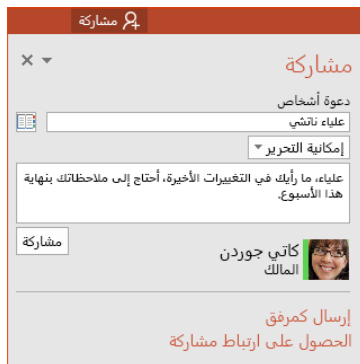 مشاركة
مشاركة
دعوة أشخاص
علياء ناتشي
إمكانية التحرير
علياء، ما رأيك في التغييرات الأخيرة، أحتاج إلى ملاحظاتك بنهاية
هذا الأسبوع.
مشاركة
كاتي جوردن
المالك
إرسال كمرفق
الحصول على ارتباط مشاركة